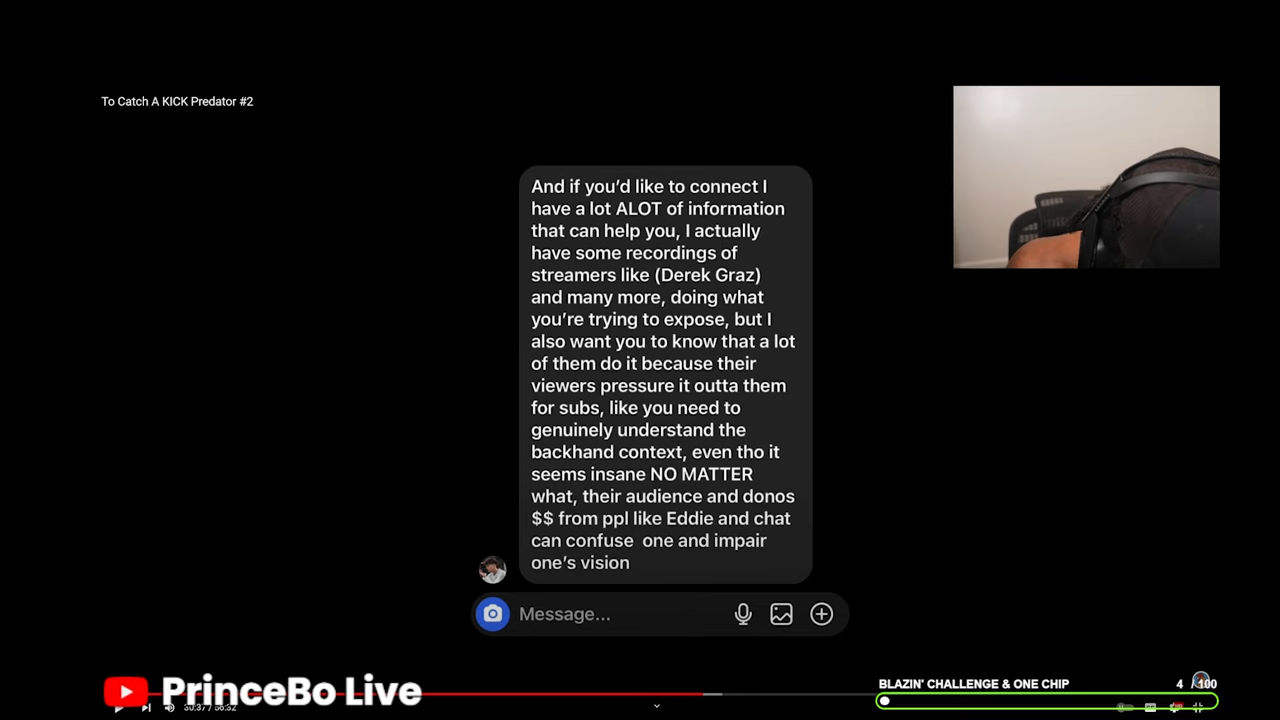 To Catch A KICK Predator #2
And if you'd like to connect I
have a lot ALOT of information
that can help you, I actually
have some recordings of
streamers like (Derek Graz)
and many more, doing what
you're trying to expose, but I
also want you to know that a lot
of them do it because their
viewers pressure it outta them
for subs, like you need to
genuinely understand the
backhand context, even tho it
seems insane NO MATTER
what, their audience and donos
$$ from ppl like Eddie and chat
can confuse  one and impair
one's vision
Message...
PrinceBo Live
BLAZIN' CHALLENGE & ONE CHIP 4 / 100
30:37 / 56:32